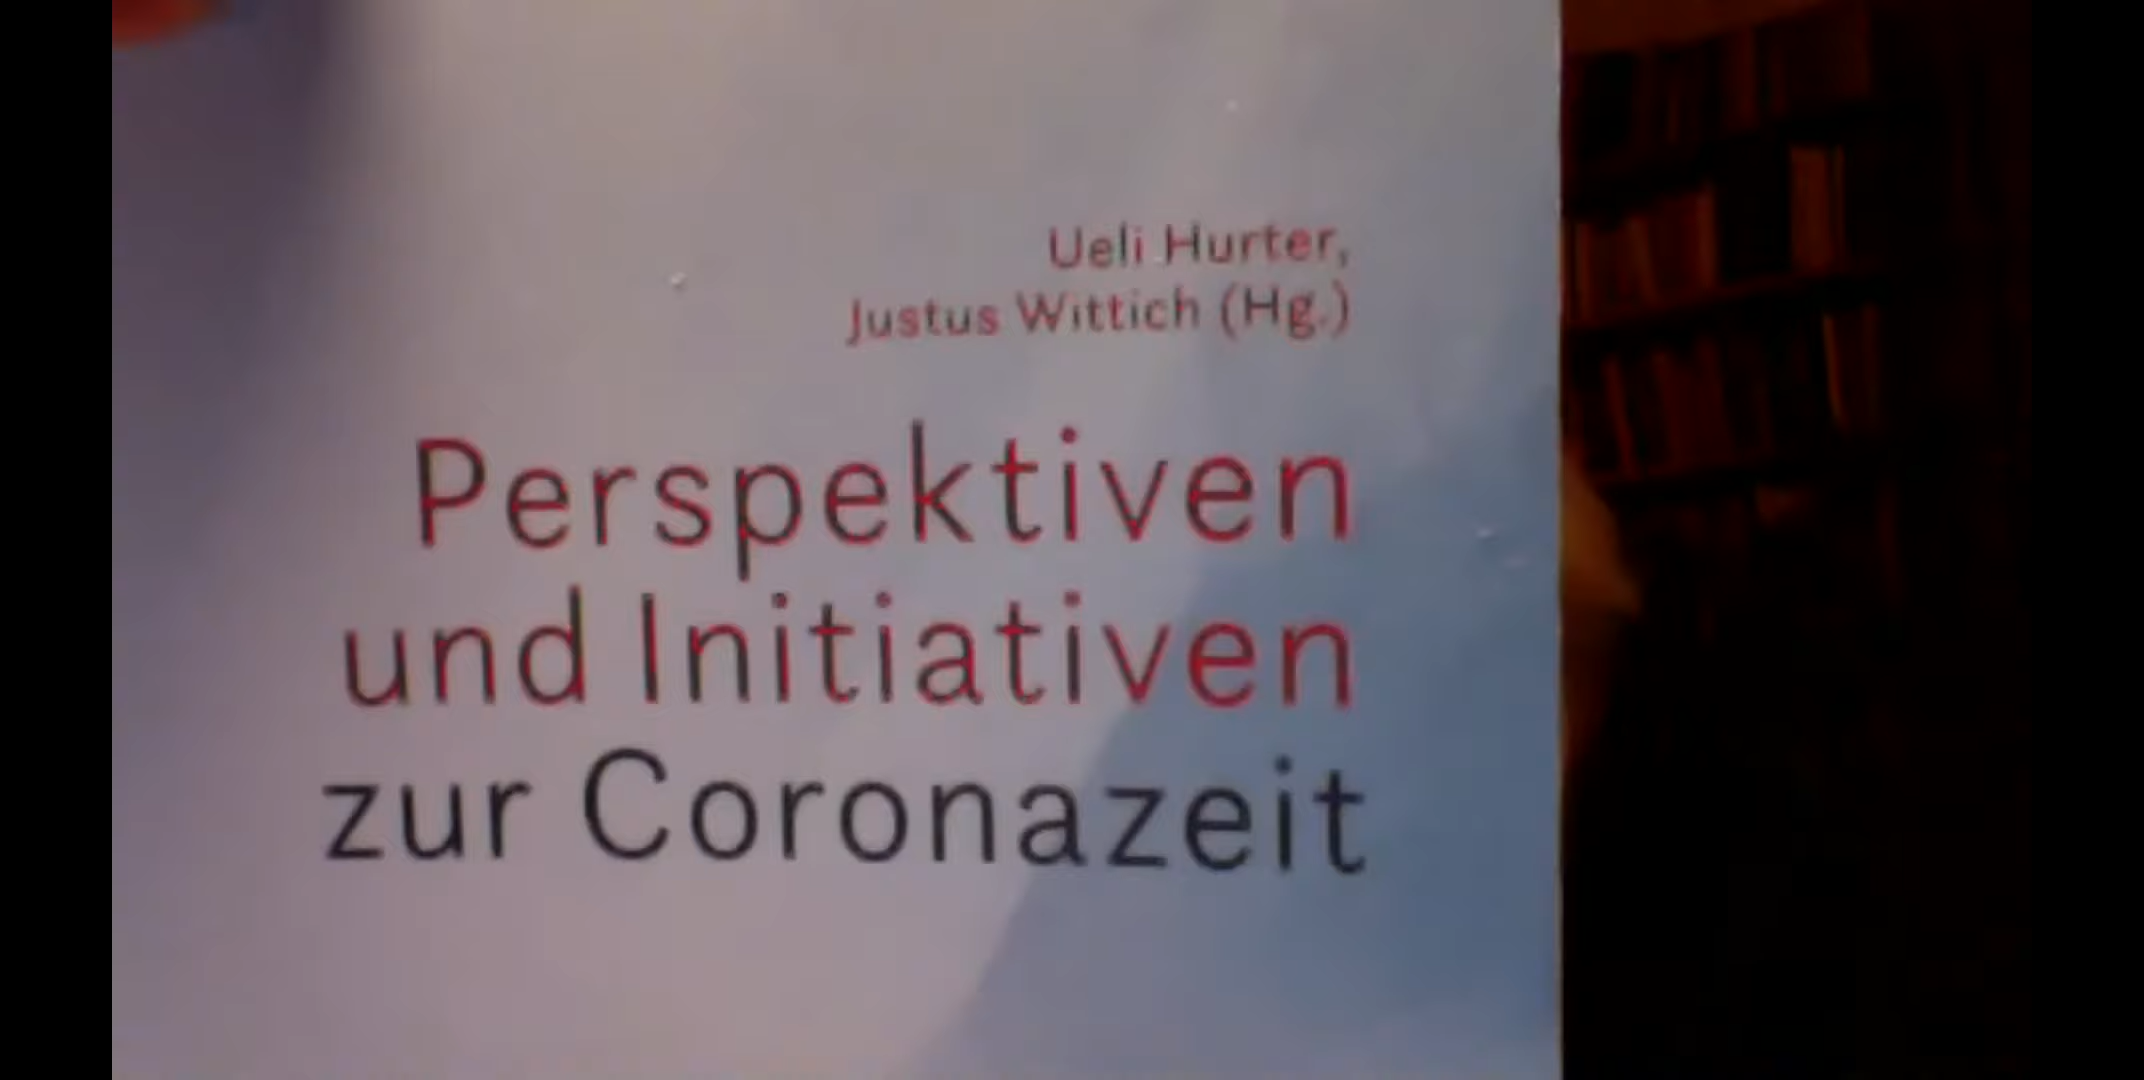 Ueli Hurter,
Justus Wittich (Hg.)
Perspektiven
und Initiativen
zur Coronazeit